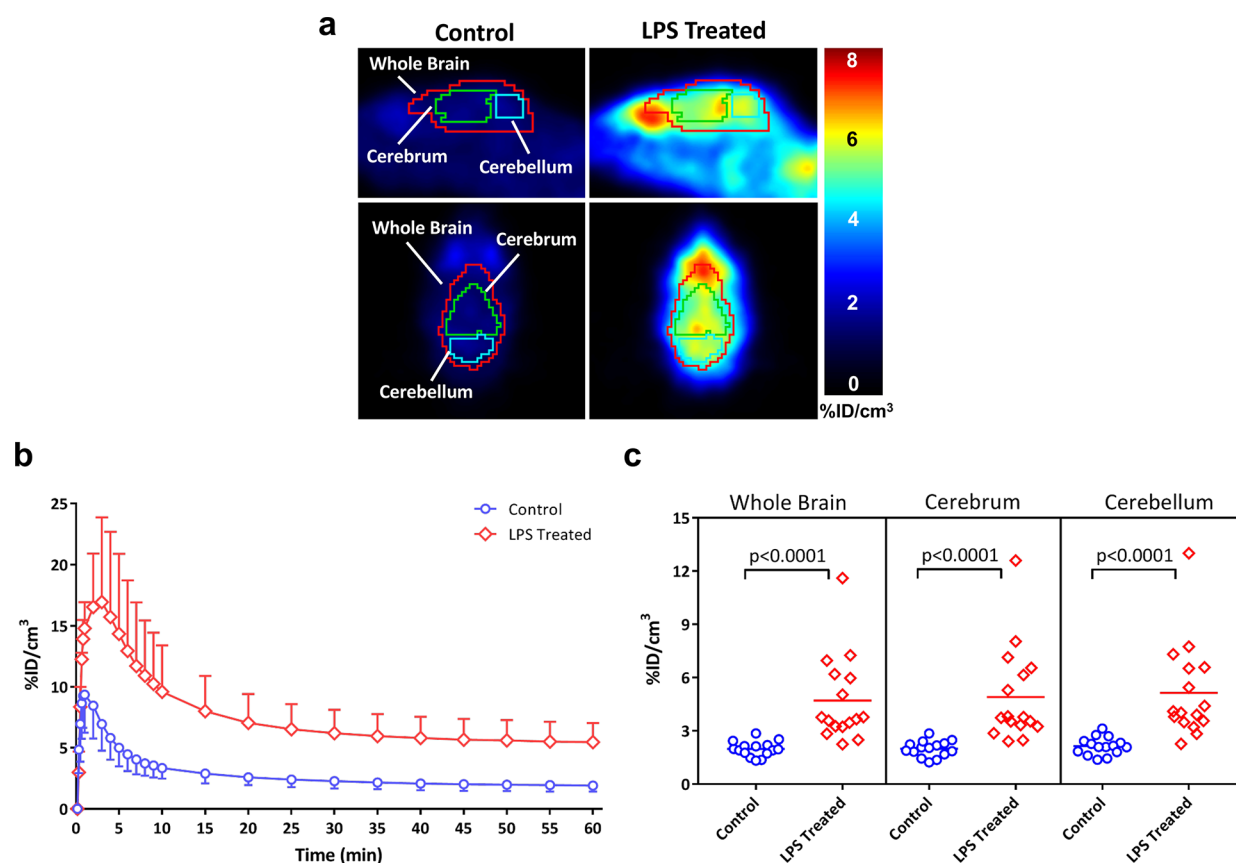 a
Control
LPS Treated
Whole Brain
Cerebrum
Cerebellum
8
6
4
2
0
%ID/cm³
Whole Brain
Cerebrum
Cerebellum
b
25
20
15
10
5
0
%ID/cm³
Control
LPS Treated
0 5 10 15 20 25 30 35 40 45 50 55 60
Time (min)
c
Whole Brain
Cerebrum
Cerebellum
15
12
9
6
3
0
%ID/cm³
p<0.0001
p<0.0001
p<0.0001
Control
LPS Treated
Control
LPS Treated
Control
LPS Treated